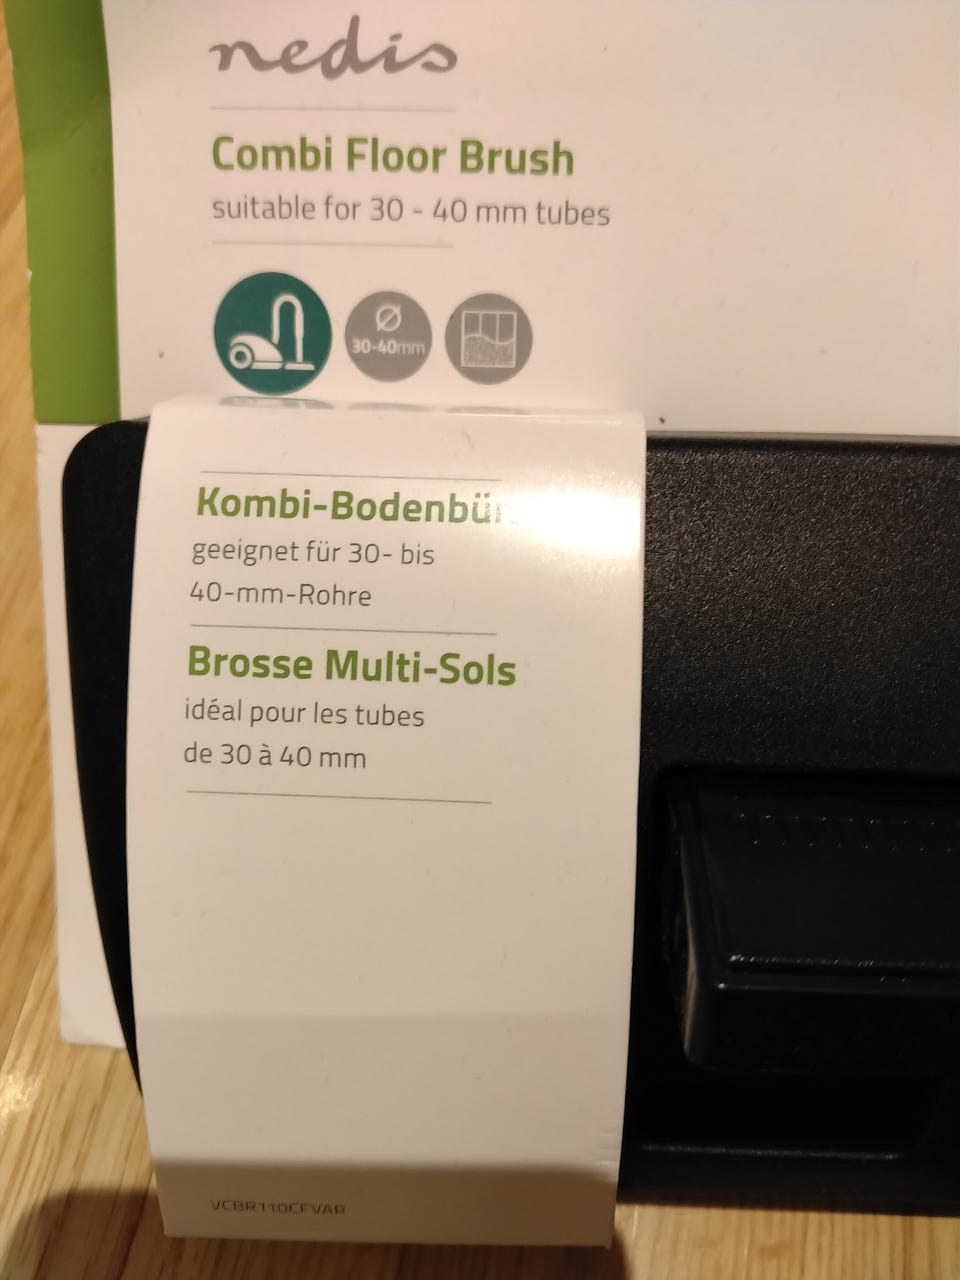 nedis
Combi Floor Brush
suitable for 30 - 40 mm tubes
Ø
30-40mm
geeignet für 30- bis
40-mm-Rohre
Brosse Multi-Sols
idéal pour les tubes
de 30 à 40 mm
VCBR110CFVAR